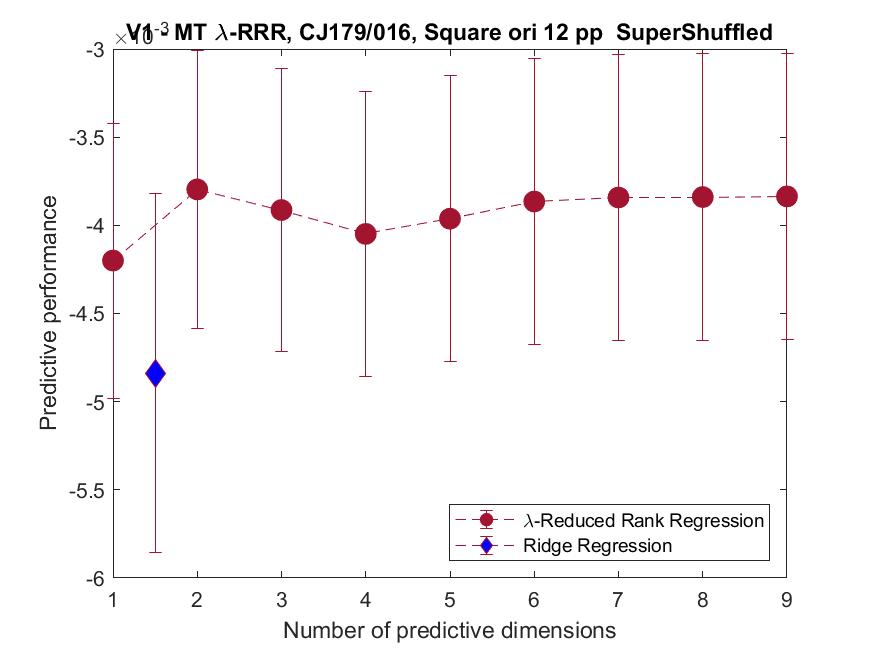 V1 - MT λ-RRR, CJ179/016, Square ori 12 pp  SuperShuffled
×10-3
-3
-3.5
-4
-4.5
-5
-5.5
-6
Predictive performance
λ-Reduced Rank Regression
Ridge Regression
1 2 3 4 5 6 7 8 9
Number of predictive dimensions